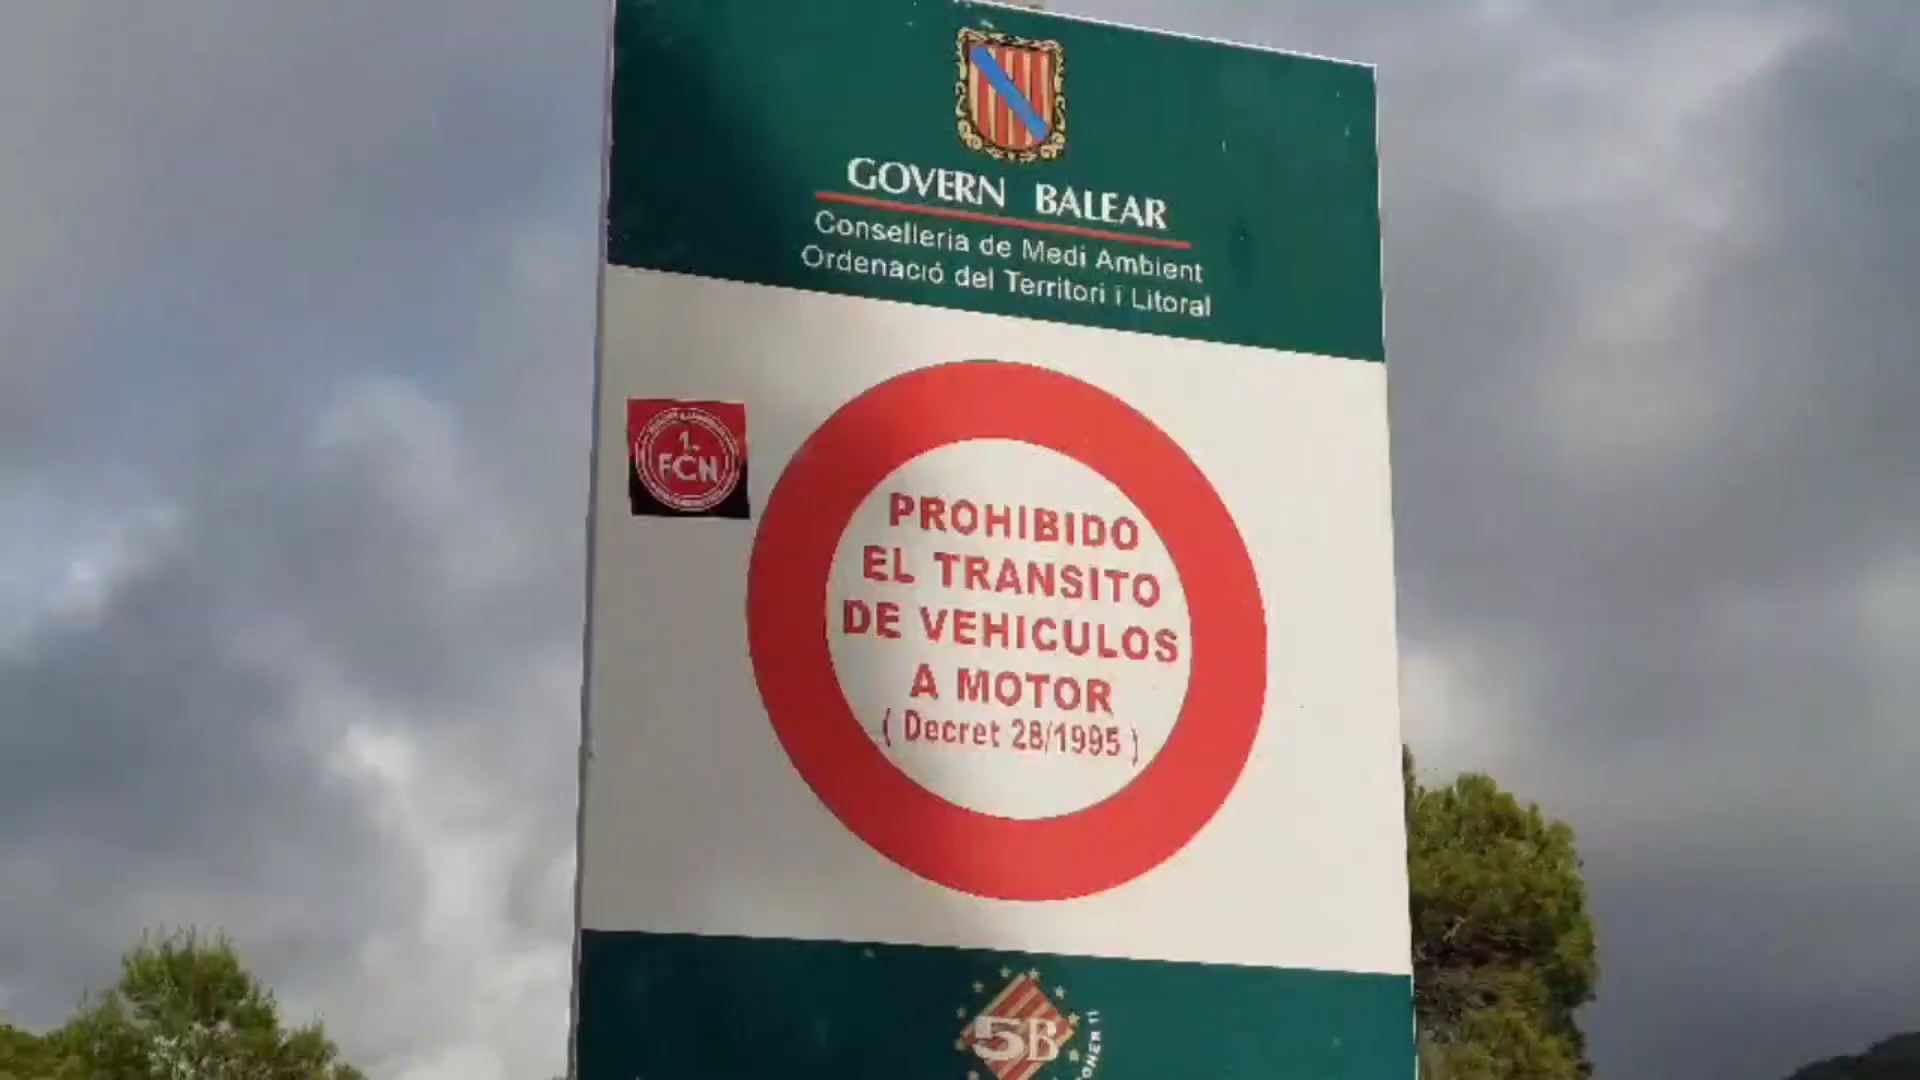 GOVERN BALEAR
Conselleria de Medi Ambient
Ordenació del Territori i Litoral
1.
FCN
PROHIBIDO
EL TRANSITO
DE VEHICULOS
A MOTOR
( Decret 28/1995 )
5B